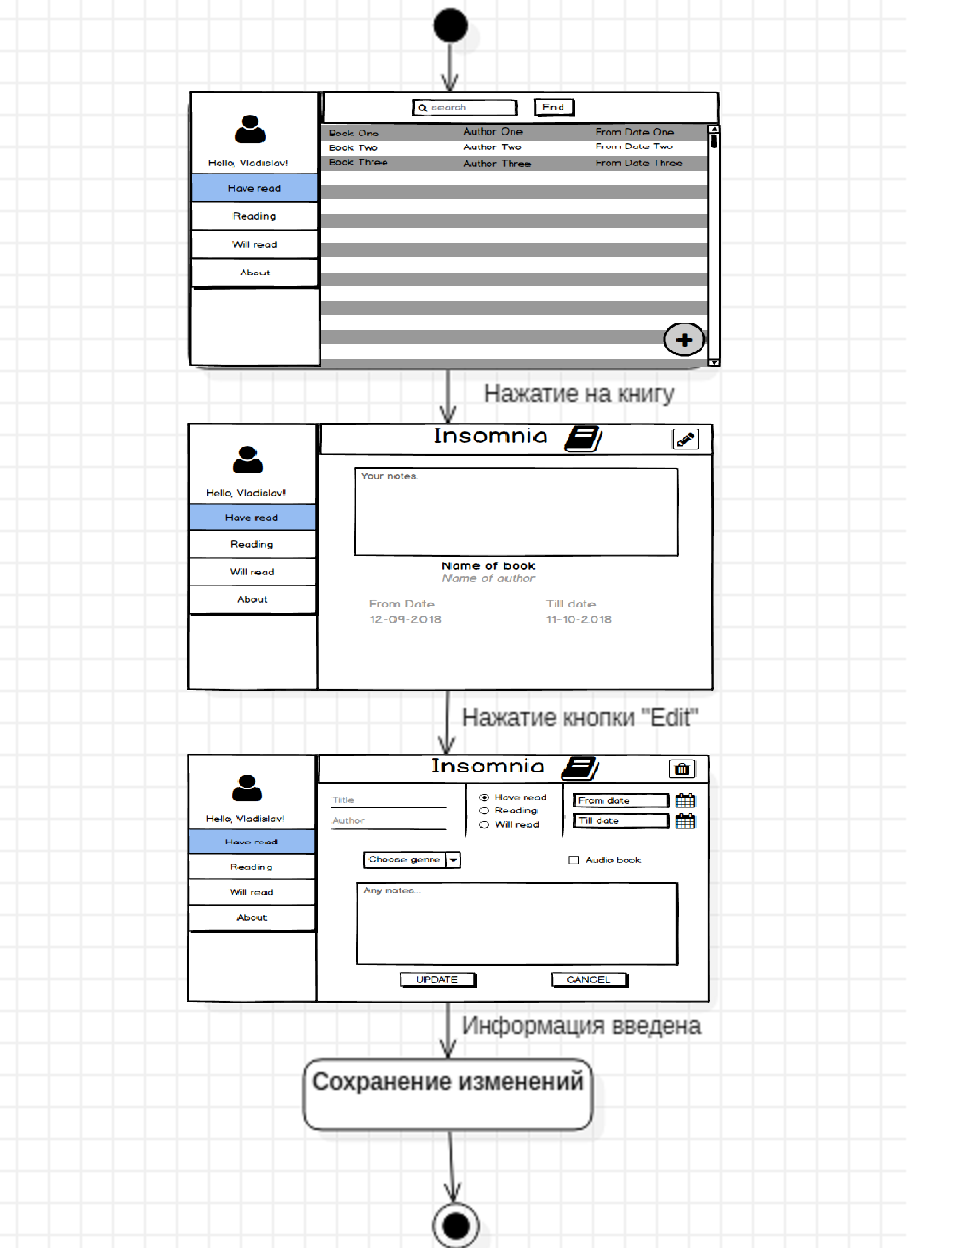 search
Find
Hello, Vladislav!
Have read
Reading
Will read
About
Book One Author One From Date One
Book Two Author Two From Date Two
Book Three Author Three From Date Three
Нажатие на книгу
Insomnia
Hello, Vladislav!
Have read
Reading
Will read
About
Your notes
Name of book
Name of author
From Date Till date
12-09-2018 11-10-2018
Нажатие кнопки "Edit"
Insomnia
Hello, Vladislav!
Have read
Reading
Will read
About
Title
Author
Have read
Reading
Will read
From date
Till date
Choose genre
Audio book
Any notes...
UPDATE CANCEL
Информация введена
Сохранение изменений